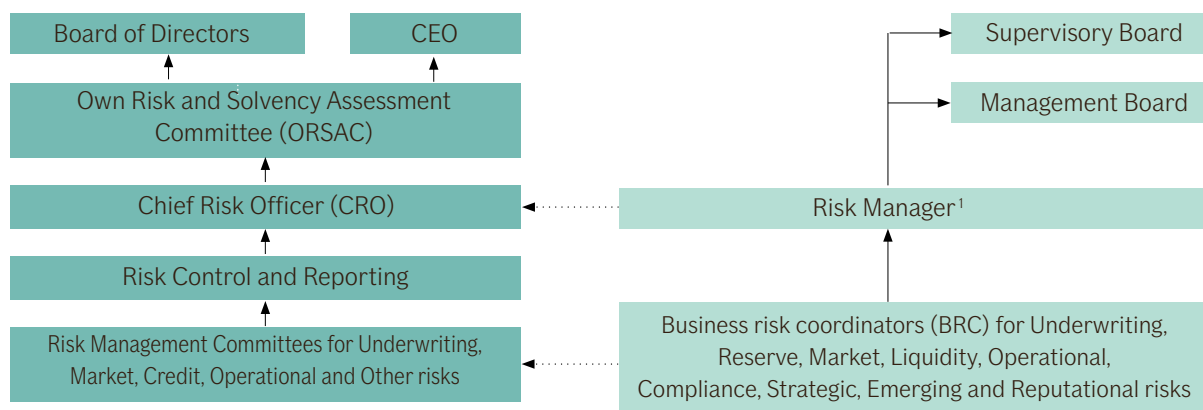 Board of Directors
CEO
Own Risk and Solvency Assessment
Committee (ORSAC)
Chief Risk Officer (CRO)
Risk Control and Reporting
Risk Management Committees for Underwriting,
Market, Credit, Operational and Other risks
Supervisory Board
Management Board
Risk Manager¹
Business risk coordinators (BRC) for Underwriting,
Reserve, Market, Liquidity, Operational,
Compliance, Strategic, Emerging and Reputational risks